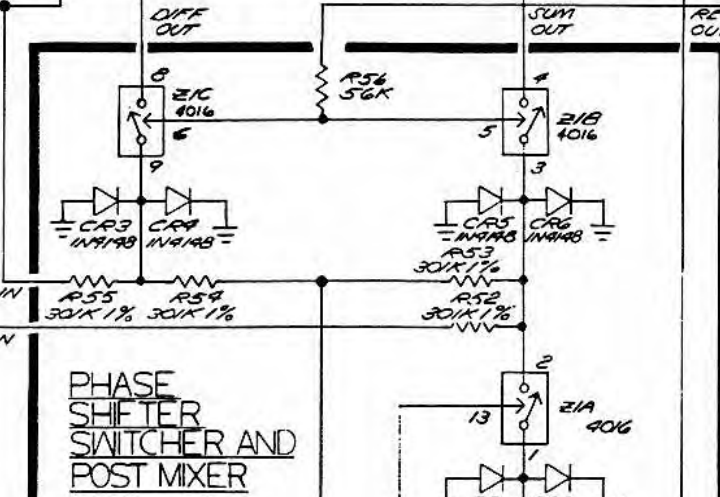 DIFF
OUT
SUM
OUT
8
R56
56K
4
Z1C
4016
6
5
Z1B
4016
9
3
CR3
1N4148
CR4
1N4148
CR5
1N4148
CR6
1N4148
R55
301K 1%
R54
301K 1%
R53
301K 1%
R52
301K 1%
PHASE
SHIFTER
SWITCHER AND
POST MIXER
2
13
Z1A
4016
1